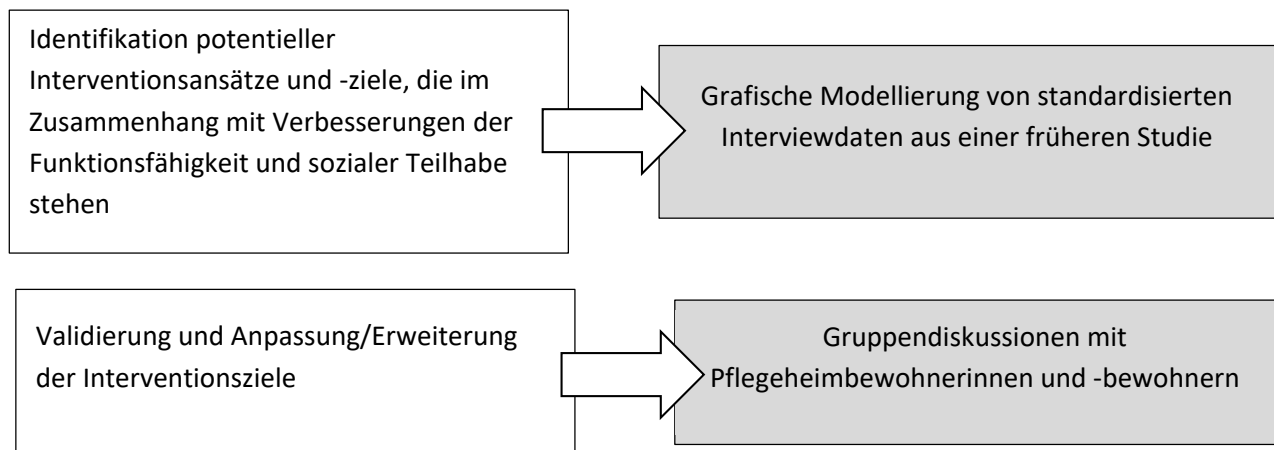 Identifikation potentieller
Interventionsansätze und -ziele, die im
Zusammenhang mit Verbesserungen der
Funktionsfähigkeit und sozialer Teilhabe
stehen
Grafische Modellierung von standardisierten
Interviewdaten aus einer früheren Studie
Validierung und Anpassung/Erweiterung
der Interventionsziele
Gruppendiskussionen mit
Pflegeheimbewohnerinnen und -bewohnern